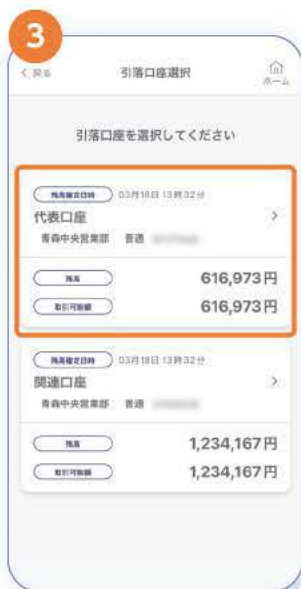 3
戻る 引落口座選択 ホーム
引落口座を選択してください
残高確定日時 03月18日 13時32分
代表口座
青森中央営業部 普通
残高 616,973円
取引可能額 616,973円
残高確定日時 03月18日 13時32分
関連口座
青森中央営業部 普通
残高 1,234,167円
取引可能額 1,234,167円